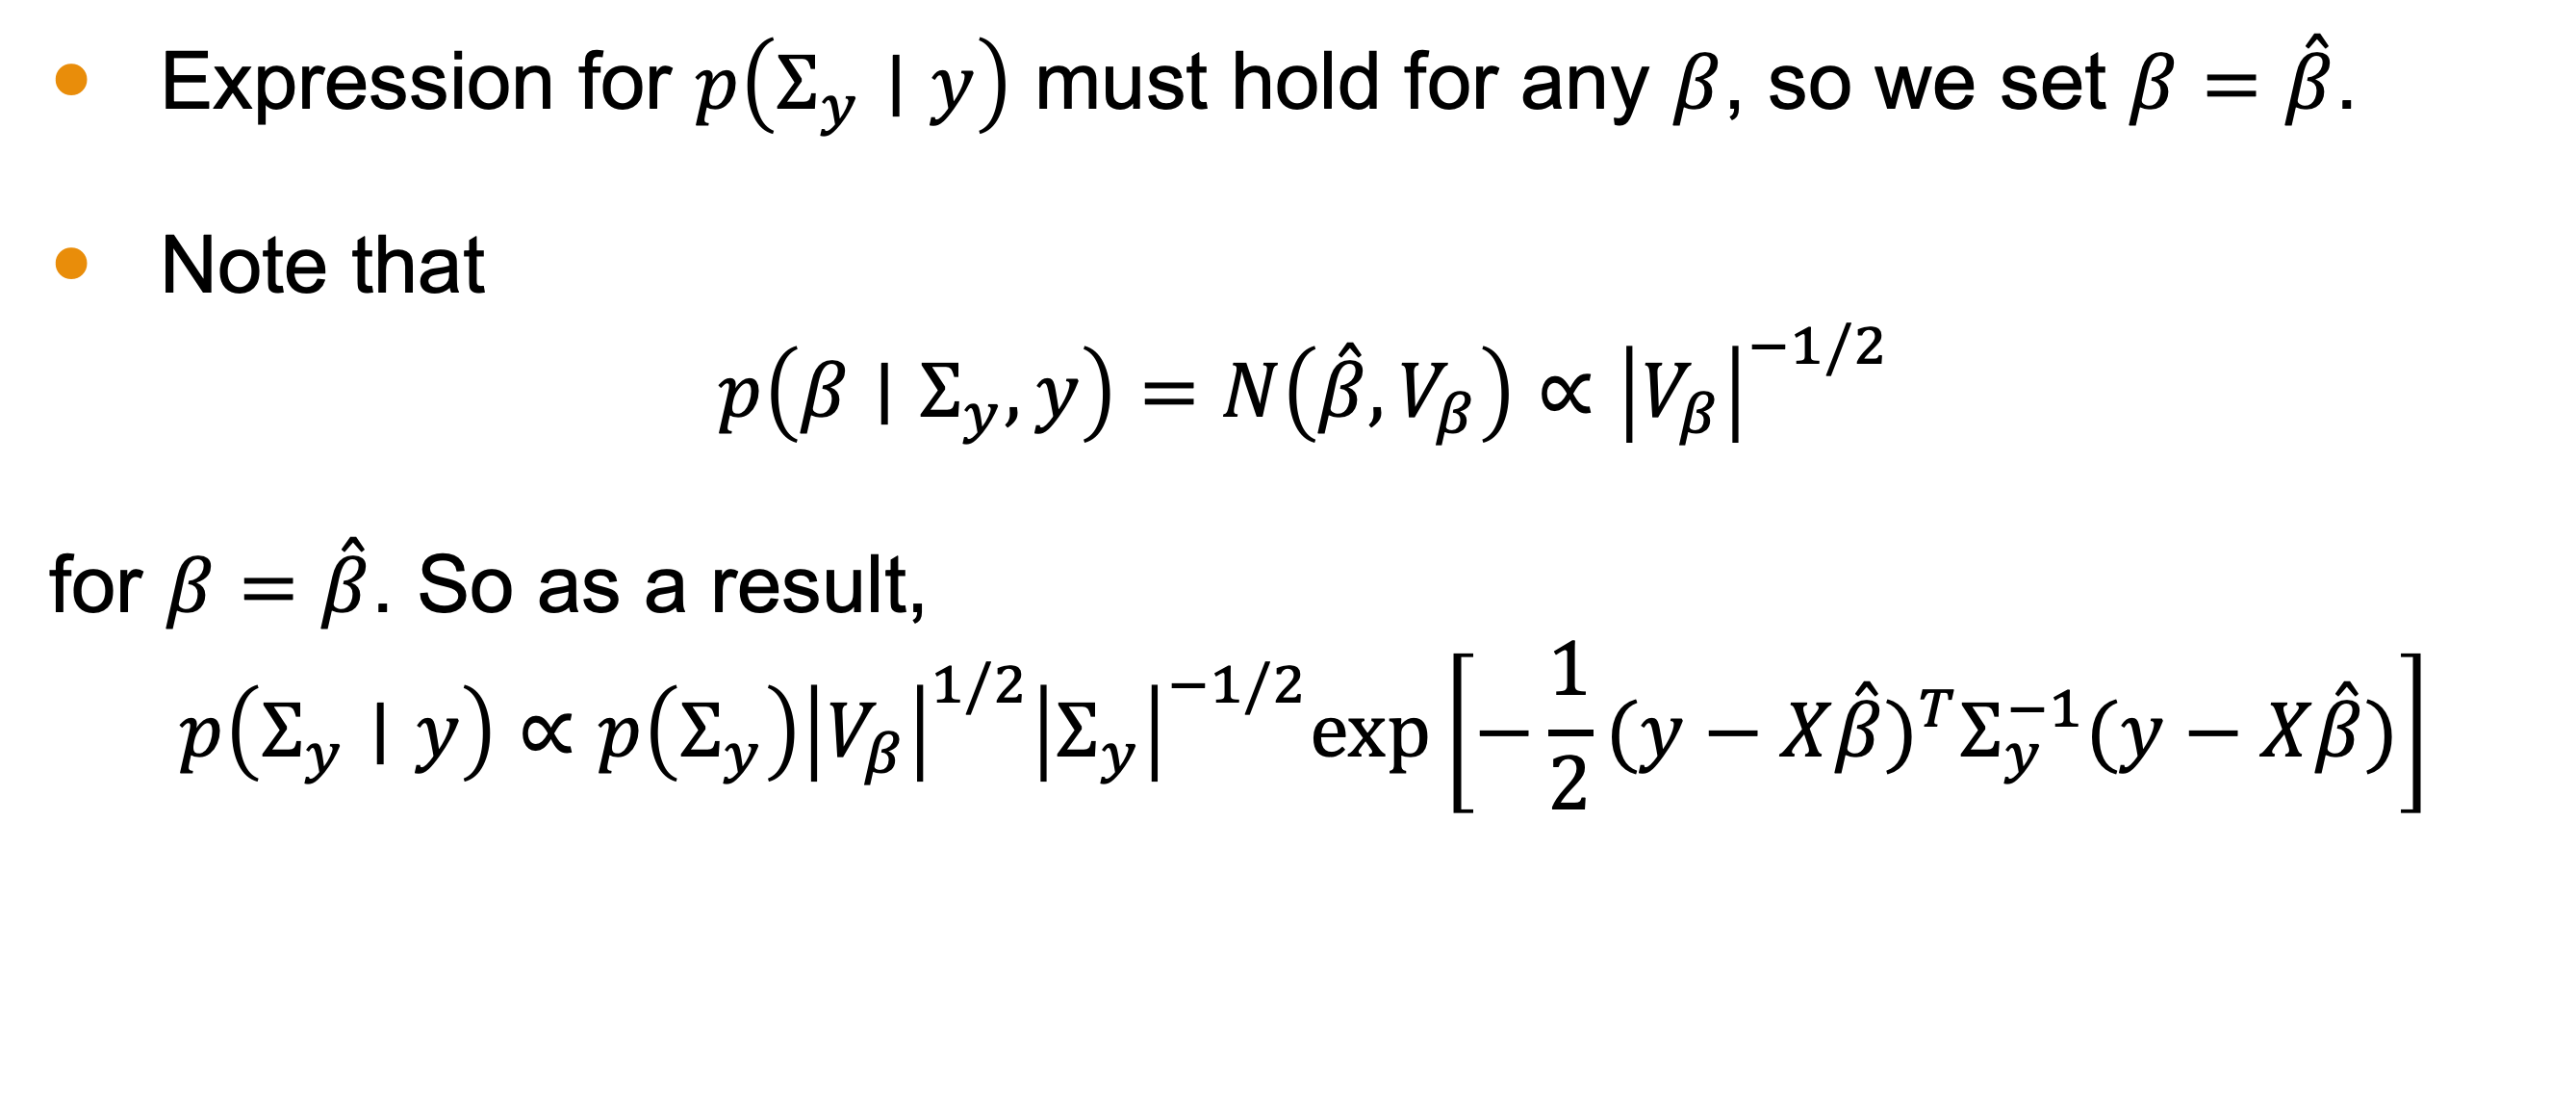 • Expression for p(Σ_y | y) must hold for any β, so we set β = β̂.
• Note that
p(β | Σ_y, y) = N(β̂, V_β) ∝ |V_β|^{−1/2}
for β = β̂. So as a result,
p(Σ_y | y) ∝ p(Σ_y)|V_β|^{1/2}|Σ_y|^{−1/2} exp[−1/2 (y − Xβ̂)^T Σ_y^{−1}(y − Xβ̂)]